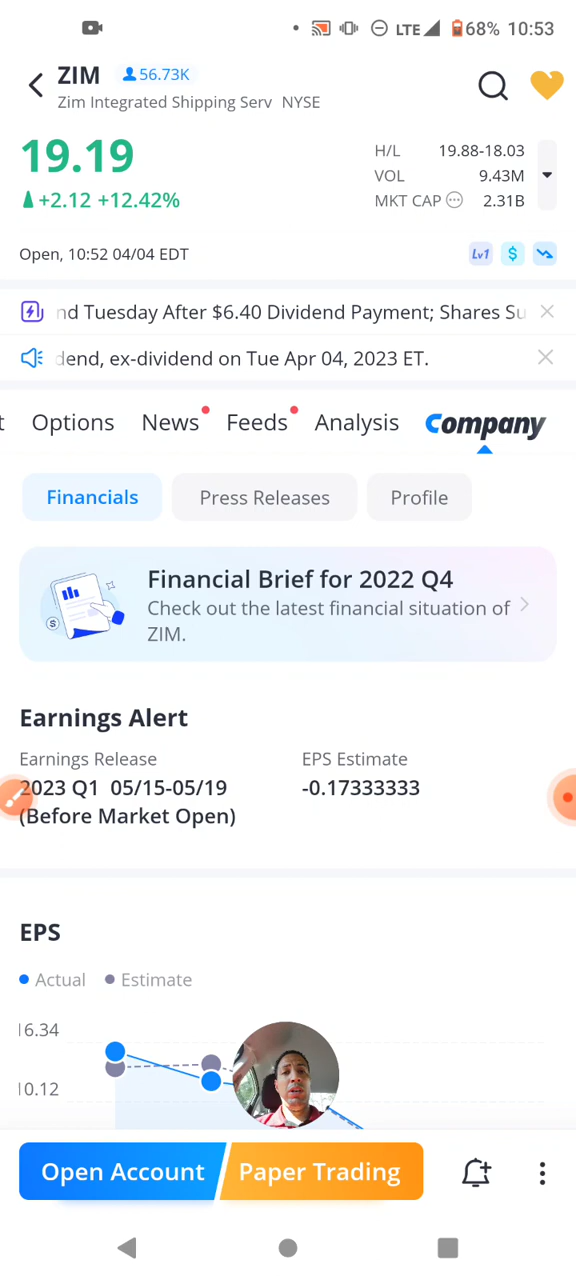 LTE 68% 10:53
ZIM 56.73K
Zim Integrated Shipping Serv NYSE
19.19
+2.12 +12.42%
H/L 19.88-18.03
VOL 9.43M
MKT CAP 2.31B
Open, 10:52 04/04 EDT
Lv1 $
nd Tuesday After $6.40 Dividend Payment; Shares Su
dend, ex-dividend on Tue Apr 04, 2023 ET.
t Options News Feeds Analysis Company
Financials Press Releases Profile
Financial Brief for 2022 Q4
Check out the latest financial situation of
ZIM.
Earnings Alert
Earnings Release EPS Estimate
2023 Q1 05/15-05/19 -0.17333333
(Before Market Open)
EPS
Actual Estimate
16.34
10.12
Open Account Paper Trading